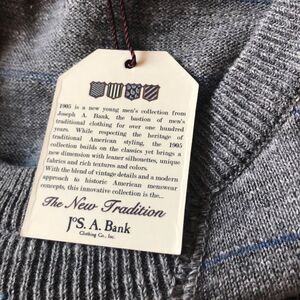 1905 is a new young men's collection from
Joseph A. Bank, the bastion of men's
traditional clothing for over one hundred
years. While respecting the heritage of
traditional American styling, the 1905
collection builds on the classics yet brings a
new dimension with leaner silhouettes, unique
fabrics and rich textures and colors.
With the blend of vintage details and a modern
approach to historic American menswear
concepts, this innovative collection is the...
The New Tradition
JoS. A. Bank
Clothing Co., Inc.